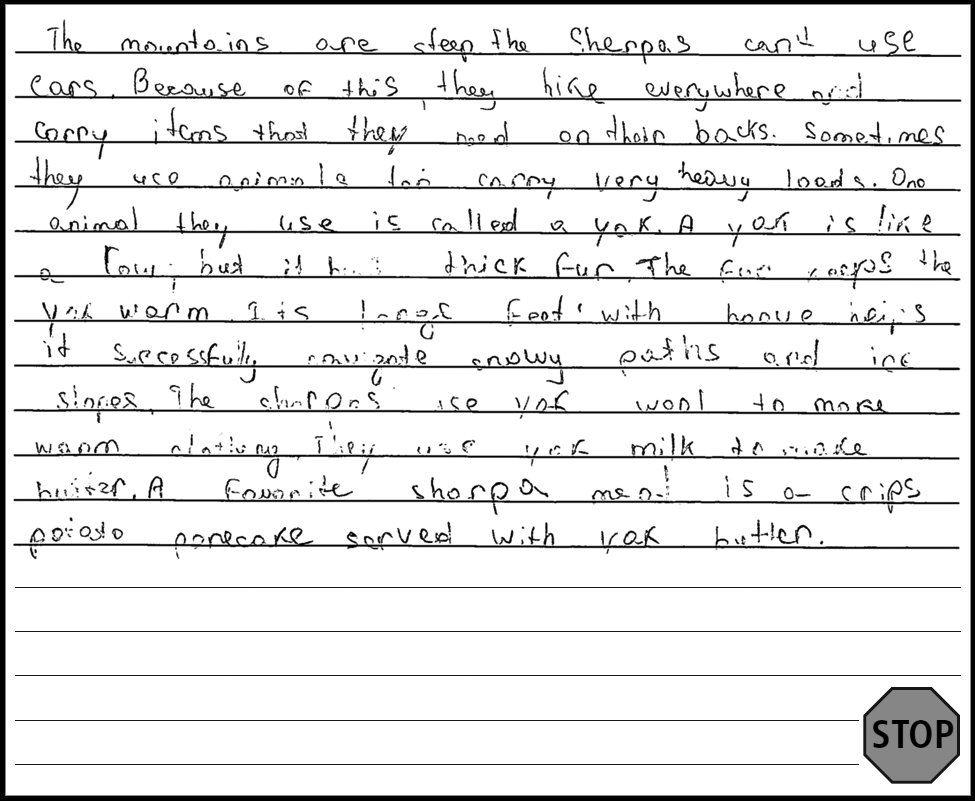 The mountains are steep The Sherpas can't use
cars. Because of this, they hike everywhere and
carry items that they need on their backs. Sometimes
they use animals for carry very heavy loads. One
animal they use is called a yak. A yak is like
a Cow, but it has thick fur The fur keeps the
yak warm Its large feet with hooves helps
it successfully navigate snowy paths and ice
slopes. The sherpas use yak wool to make
warm clothing. They use yak milk to make
butter. A favorite sherpa meal is a crips
potato panecake served with yak butter.
STOP